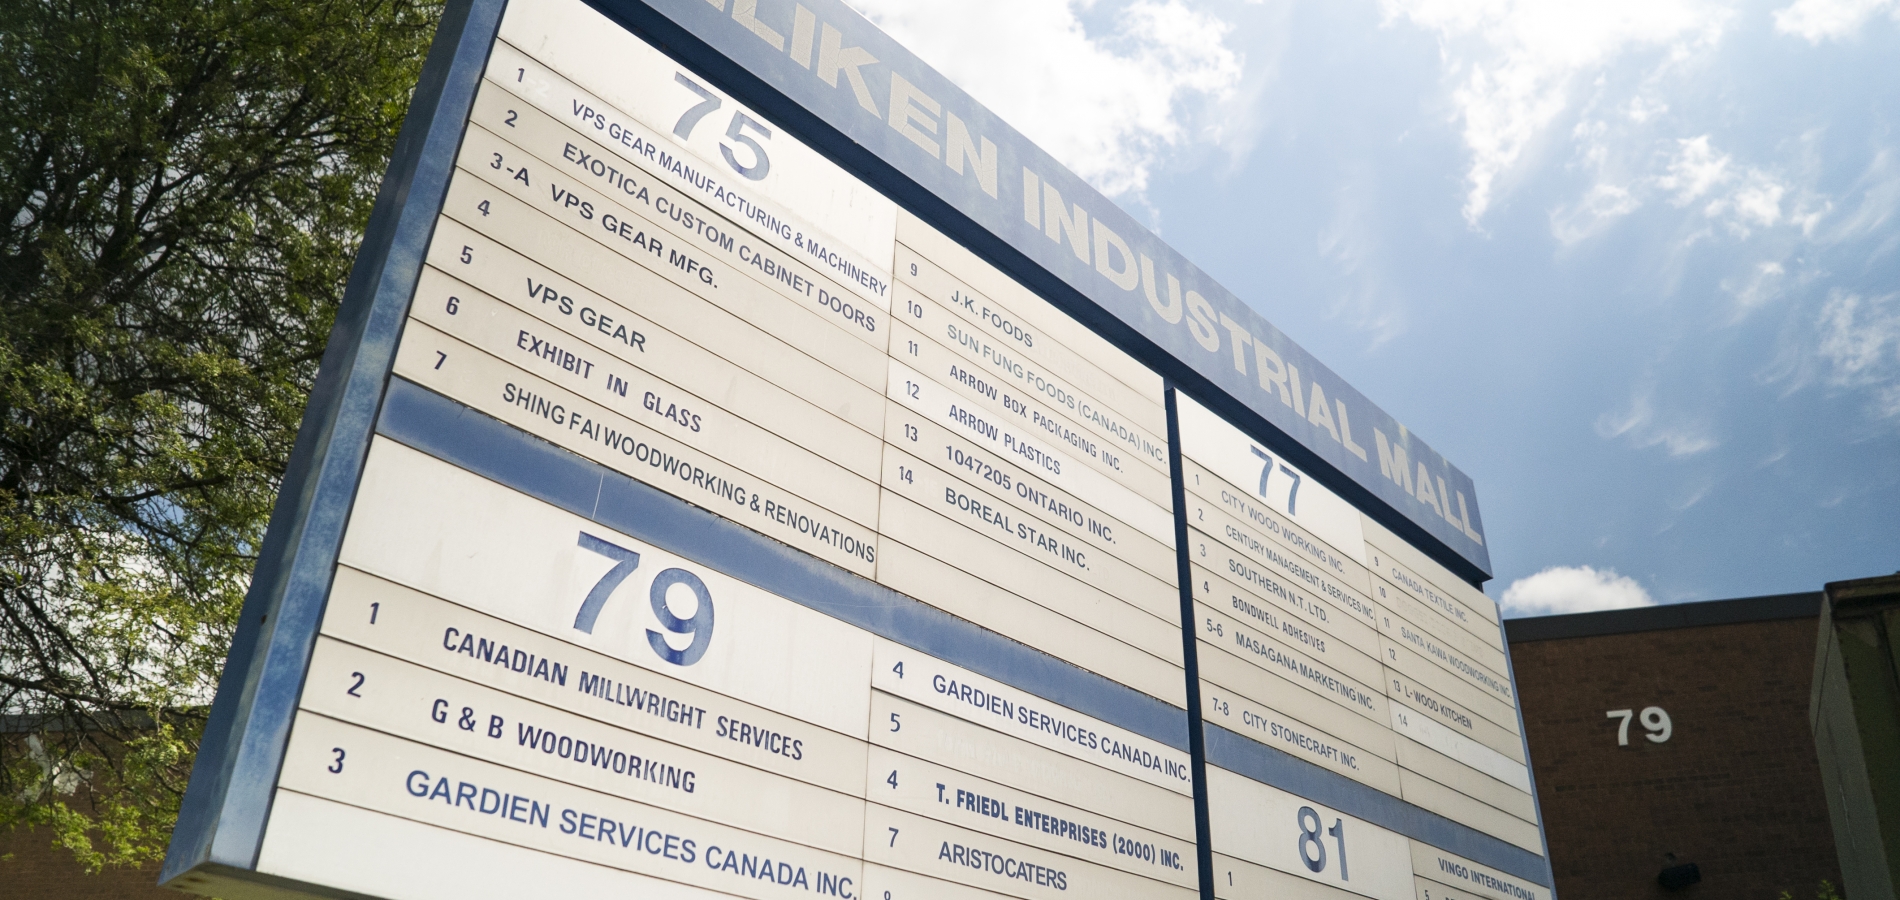 LIKEN INDUSTRIAL MALL
75
1 VPS GEAR MANUFACTURING & MACHINERY
2 EXOTICA CUSTOM CABINET DOORS
3-A VPS GEAR MFG.
4
5 VPS GEAR
6 EXHIBIT IN GLASS
7 SHING FAI WOODWORKING & RENOVATIONS
9 J.K. FOODS
10 SUN FUNG FOODS (CANADA) INC.
11 ARROW BOX PACKAGING INC.
12 ARROW PLASTICS
13 1047205 ONTARIO INC.
14 BOREAL STAR INC.
77
1 CITY WOOD WORKING INC.
2 CENTURY MANAGEMENT & SERVICES INC.
3 SOUTHERN N.T. LTD.
4 BONDWELL ADHESIVES
5-6 MASAGANA MARKETING INC.
7-8 CITY STONECRAFT INC.
9 CANADA TEXTILE INC.
10
11 SANTA KAWA WOODWORKING INC.
12
13 L-WOOD KITCHEN
14
79
1 CANADIAN MILLWRIGHT SERVICES
2 G & B WOODWORKING
3 GARDIEN SERVICES CANADA INC.
4 GARDIEN SERVICES CANADA INC.
5
4 T. FRIEDL ENTERPRISES (2000) INC.
7 ARISTOCATERS
8
81
1
VINGO INTERNATIONAL
5
79